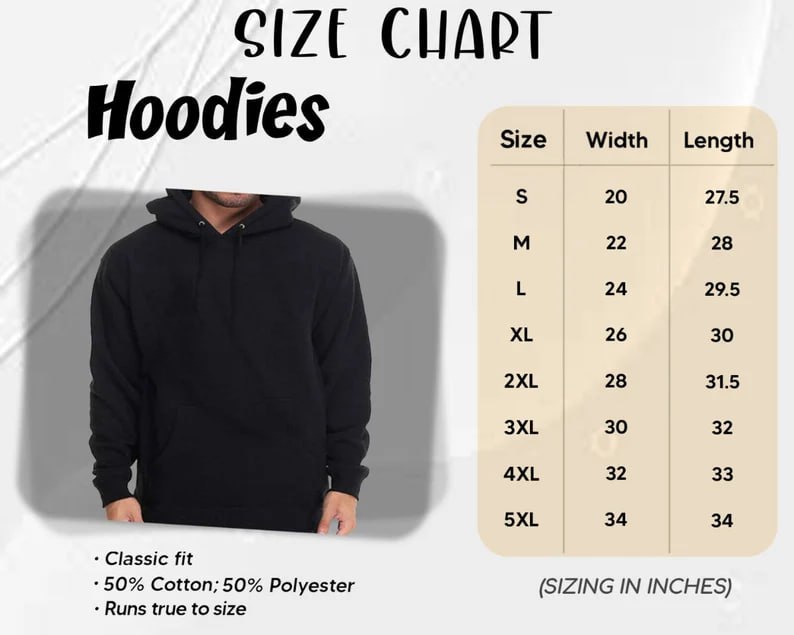 SIZE CHART
Hoodies
Size Width Length
S 20 27.5
M 22 28
L 24 29.5
XL 26 30
2XL 28 31.5
3XL 30 32
4XL 32 33
5XL 34 34
· Classic fit
· 50% Cotton; 50% Polyester
· Runs true to size
(SIZING IN INCHES)